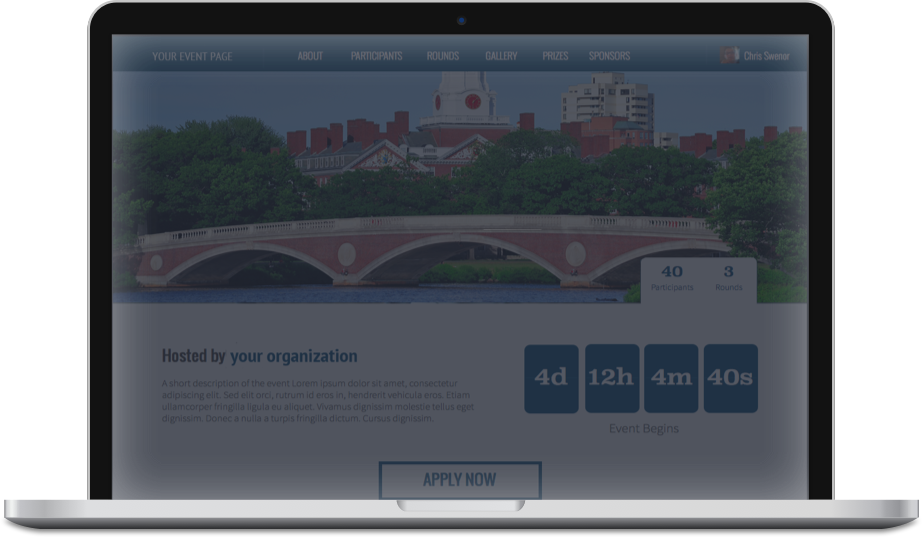 YOUR EVENT PAGE ABOUT PARTICIPANTS ROUNDS GALLERY PRIZES SPONSORS Chris Swenor
40 3
Participants Rounds
Hosted by your organization
A short description of the event Lorem ipsum dolor sit amet, consectetur
adipiscing elit. Sed elit orci, rutrum id eros in, hendrerit vehicula eros. Etiam
ullamcorper fringilla ligula eu aliquet. Vivamus dignissim molestie tellus eget
dignissim. Donec a nulla a turpis fringilla dictum. Cursus dignissim..
4d 12h 4m 40s
Event Begins
APPLY NOW